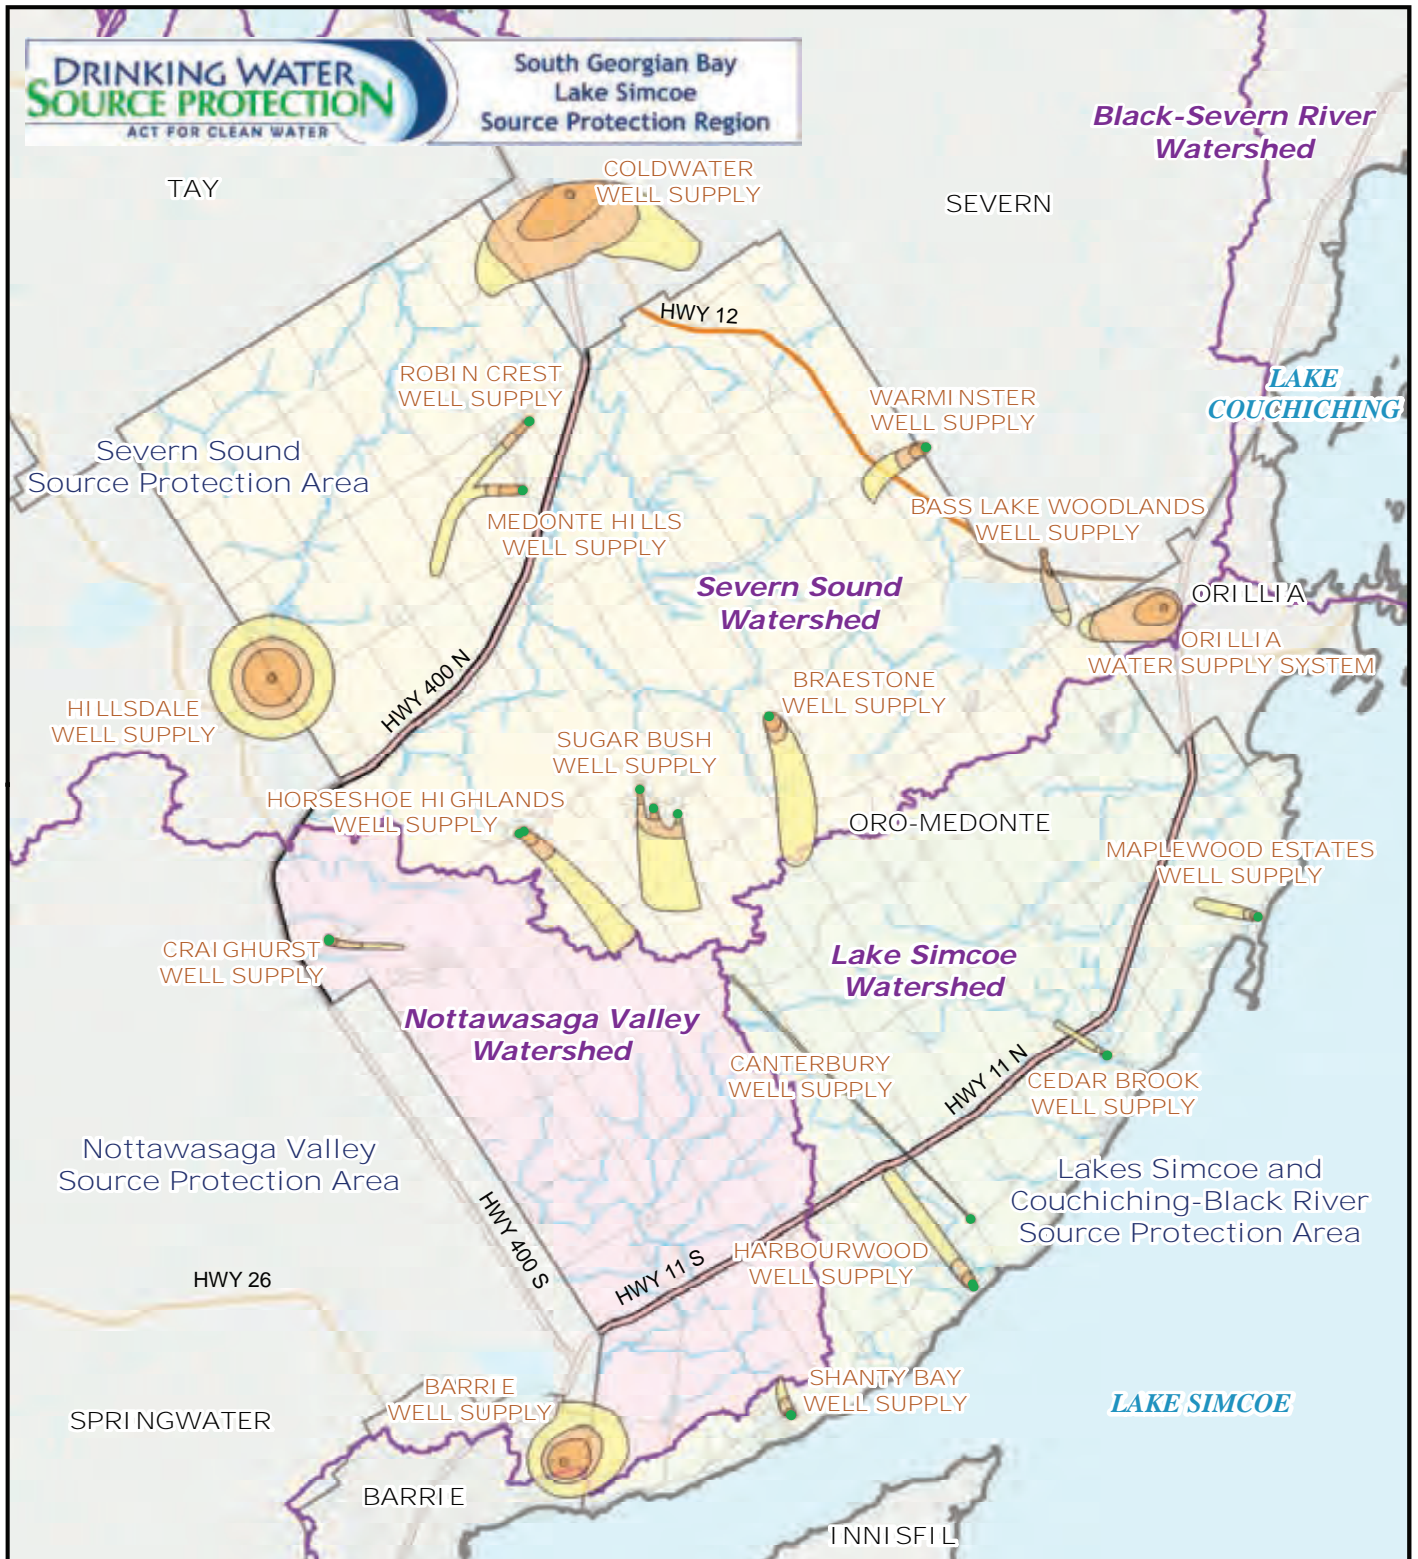 DRINKING WATER
SOURCE PROTECTION
ACT FOR CLEAN WATER
South Georgian Bay
Lake Simcoe
Source Protection Region
Black-Severn River
Watershed
TAY
COLDWATER
WELL SUPPLY
SEVERN
HWY 12
ROBIN CREST
WELL SUPPLY
WARMINSTER
WELL SUPPLY
LAKE
COUCHICHING
Severn Sound
Source Protection Area
MEDONTE HILLS
WELL SUPPLY
BASS LAKE WOODLANDS
WELL SUPPLY
Severn Sound
Watershed
ORILLIA
ORILLIA
WATER SUPPLY SYSTEM
HWY 400 N
HILLSDALE
WELL SUPPLY
BRAESTONE
WELL SUPPLY
SUGAR BUSH
WELL SUPPLY
HORSESHOE HIGHLANDS
WELL SUPPLY
ORO-MEDONTE
MAPLEWOOD ESTATES
WELL SUPPLY
CRAIGHURST
WELL SUPPLY
Lake Simcoe
Watershed
Nottawasaga Valley
Watershed
CANTERBURY
WELL SUPPLY
HWY 11 N
CEDAR BROOK
WELL SUPPLY
Nottawasaga Valley
Source Protection Area
Lakes Simcoe and
Couchiching-Black River
Source Protection Area
HWY 400 S
HARBOURWOOD
WELL SUPPLY
HWY 26
HWY 11 S
BARRIE
WELL SUPPLY
SHANTY BAY
WELL SUPPLY
LAKE SIMCOE
SPRINGWATER
BARRIE
INNISFIL